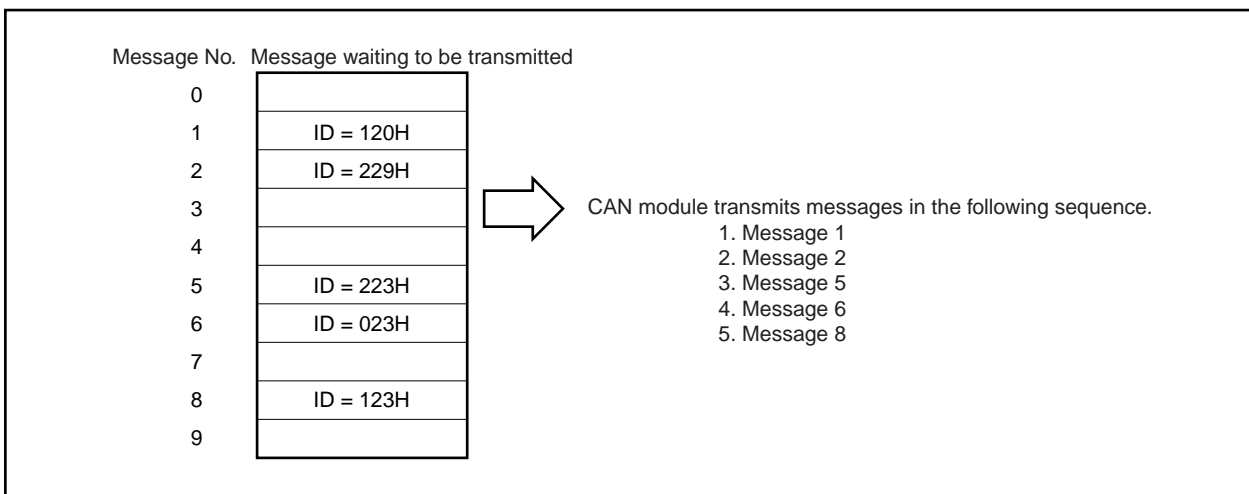 Message No. Message waiting to be transmitted
0
1 ID = 120H
2 ID = 229H
3
4
5 ID = 223H
6 ID = 023H
7
8 ID = 123H
9
CAN module transmits messages in the following sequence.
1. Message 1
2. Message 2
3. Message 5
4. Message 6
5. Message 8